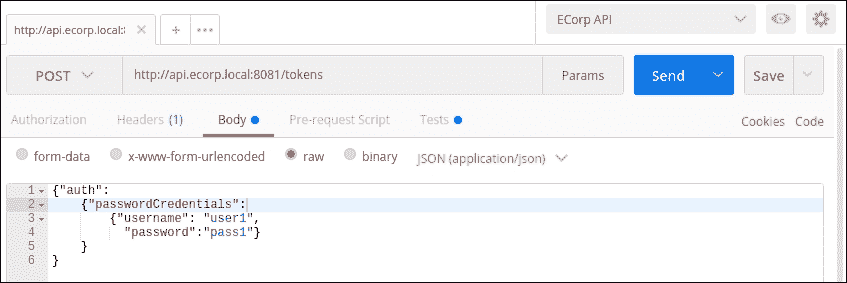 http://api.ecorp.local:8
ECorp API
POST
http://api.ecorp.local:8081/tokens
Params
Send
Save
Authorization
Headers (1)
Body
Pre-request Script
Tests
Cookies
Code
form-data
x-www-form-urlencoded
raw
binary
JSON (application/json)
1 {"auth":
2 {"passwordCredentials":
3 {"username": "user1",
4 "password":"pass1"}
5 }
6 }